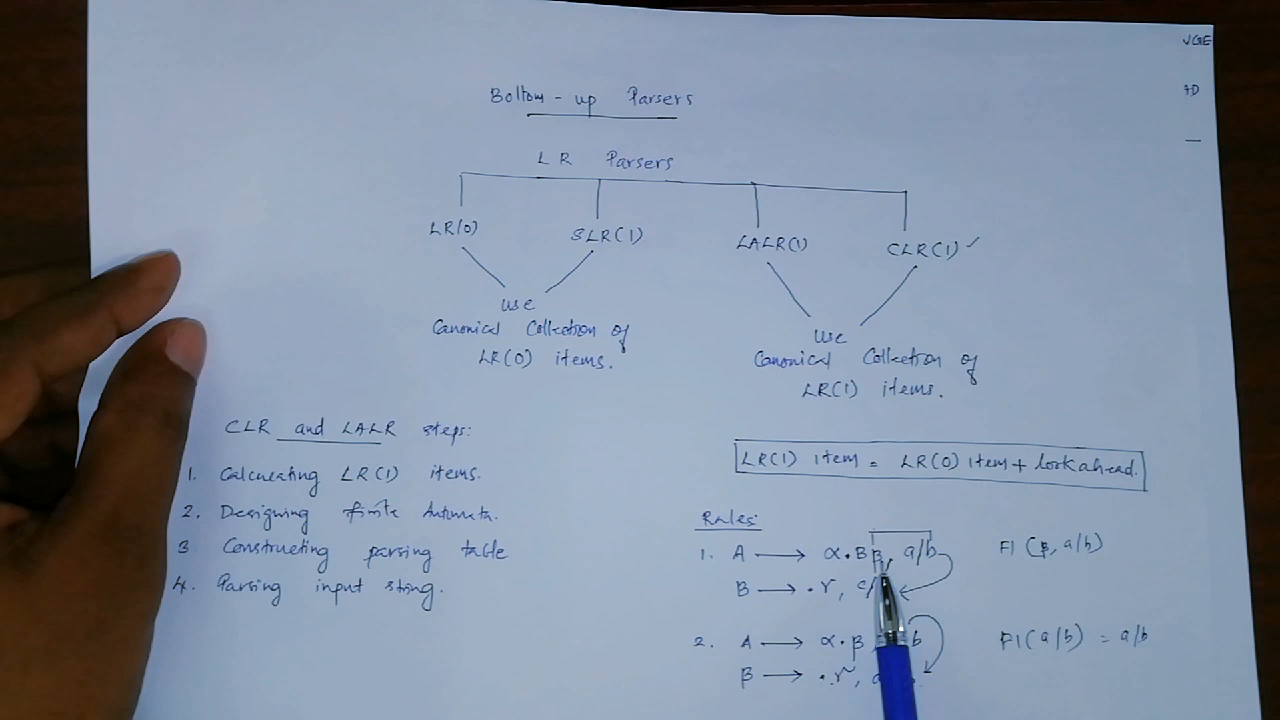 VGE
Bottom-up Parsers
+D
LR Parsers
LR(0) SLR(1) LALR(1) CLR(1) ✓
use
Canonical Collection of
LR(0) items.
Use
Canonical Collection of
LR(1) items.
CLR and LALR steps:
1. Calculating LR(1) items.
2. Designing finite Automata.
3 Constructing parsing table
4. Parsing input string.
LR(1) item = LR(0) item + lookahead.
Rules
1. A → α.Bβ, a/b FI (β, a/b)
B → .r, c/
2. A → α.B b FI(a/b) = a/b
B → .r,